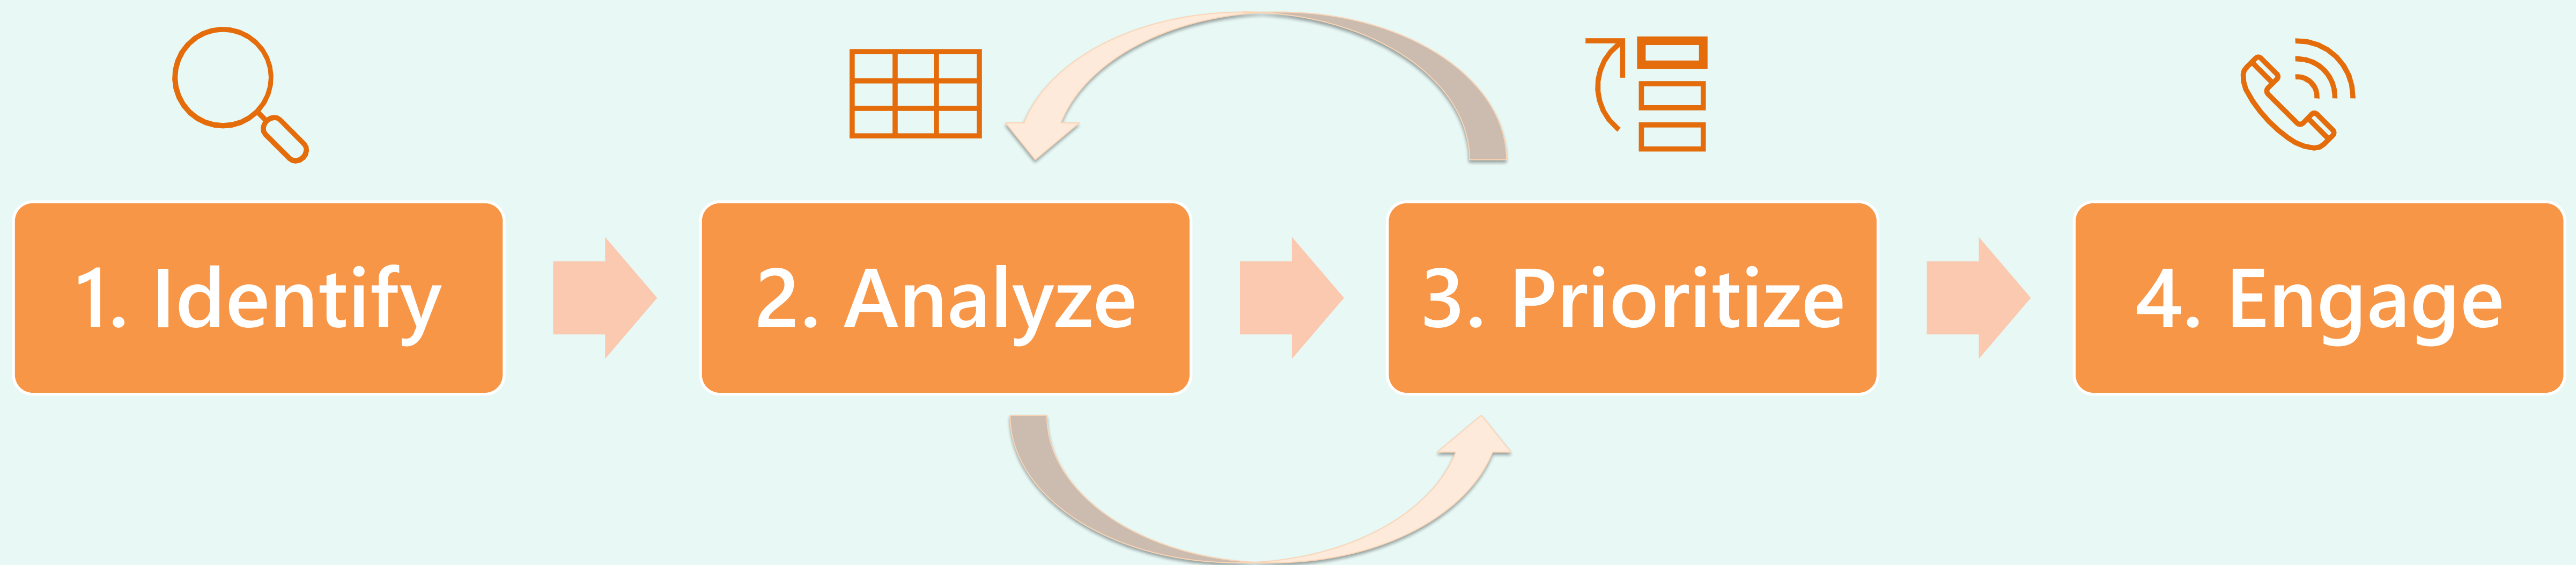 1. Identify
2. Analyze
3. Prioritize
4. Engage